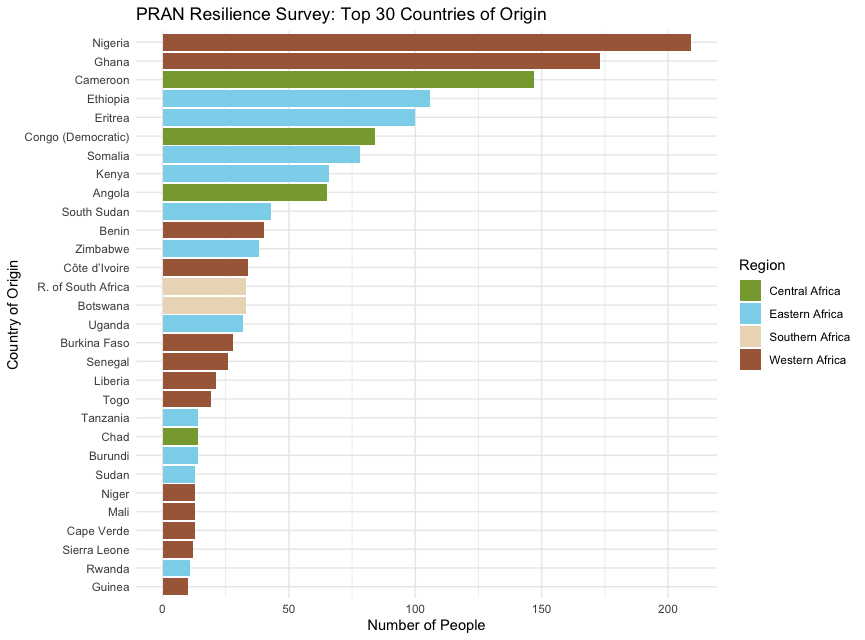 PRAN Resilience Survey: Top 30 Countries of Origin
Country of Origin
Nigeria
Ghana
Cameroon
Ethiopia
Eritrea
Congo (Democratic)
Somalia
Kenya
Angola
South Sudan
Benin
Zimbabwe
Côte d'Ivoire
R. of South Africa
Botswana
Uganda
Burkina Faso
Senegal
Liberia
Togo
Tanzania
Chad
Burundi
Sudan
Niger
Mali
Cape Verde
Sierra Leone
Rwanda
Guinea
0 50 100 150 200
Number of People
Region
Central Africa
Eastern Africa
Southern Africa
Western Africa